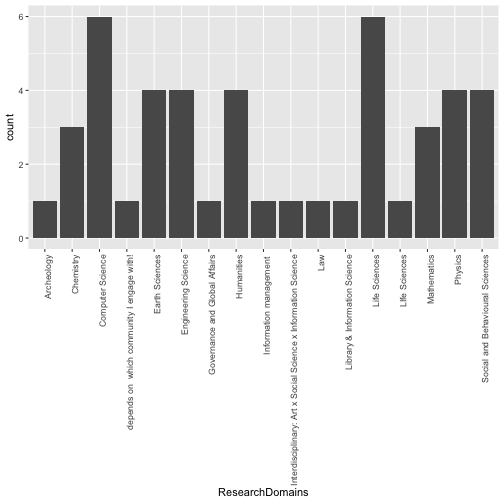 6
4
2
0
count
Archeology
Chemistry
Computer Science
depends on  which community I engage with!
Earth Sciences
Engineering Science
Governance and Global Affairs
Humanities
Information management
Interdisciplinary: Art x Social Science x Information Science
Law
Library & Information Science
Life Sciences
Life Sciences
Mathematics
Physics
Social and Behavioural Sciences
ResearchDomains